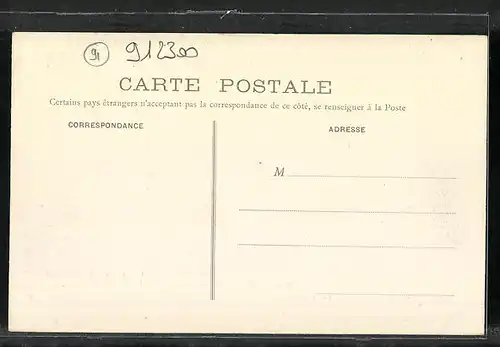 91 91230
CARTE POSTALE
Certains pays étrangers n'acceptant pas la correspondance de ce côté, se renseigner à la Poste
CORRESPONDANCE
ADRESSE
M